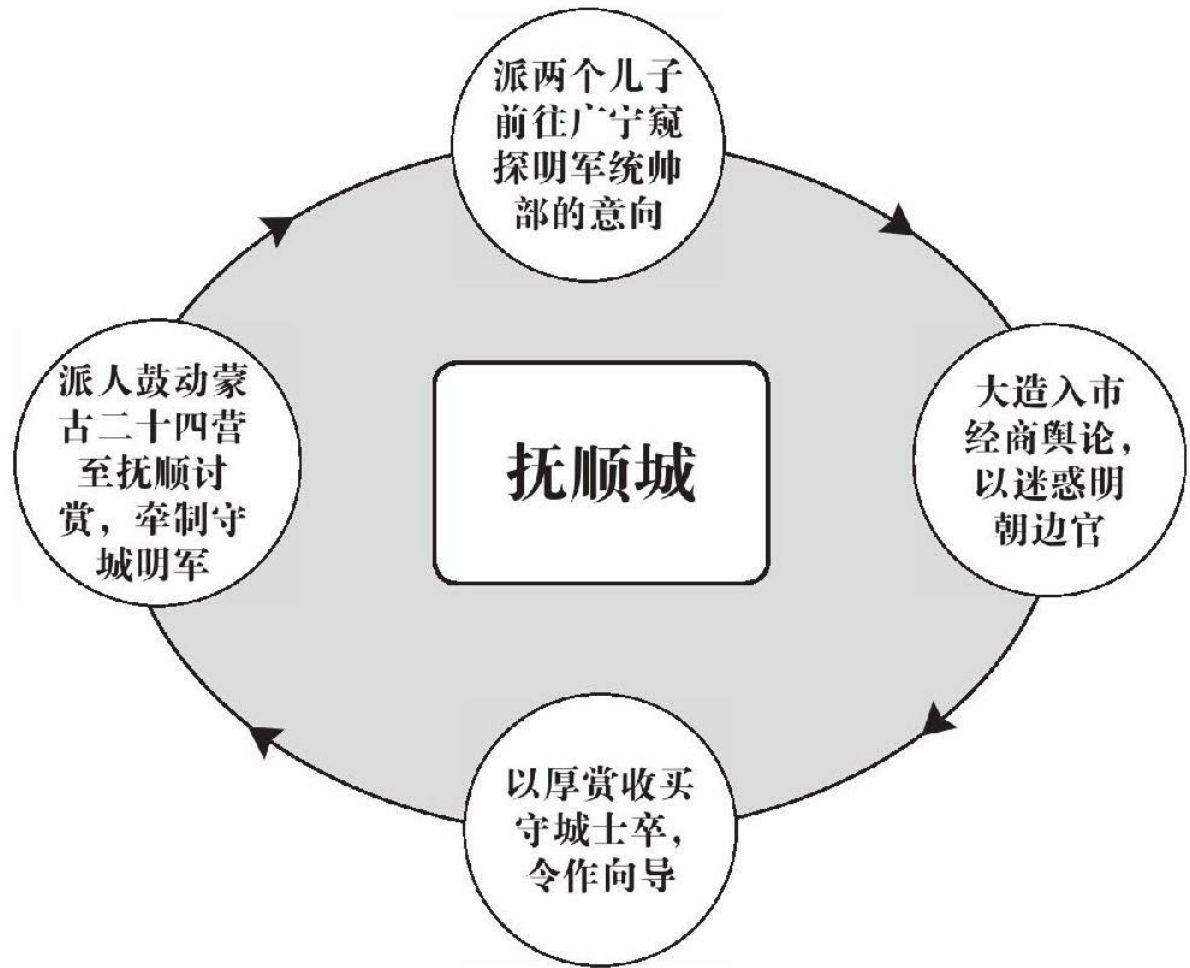 派两个儿子
前往广宁窥
探明军统帅
部的意向
大造入市
经商舆论，
以迷惑明
朝边官
以厚赏收买
守城士卒，
令作向导
派人鼓动蒙
古二十四营
至抚顺讨
赏，牵制守
城明军
抚顺城